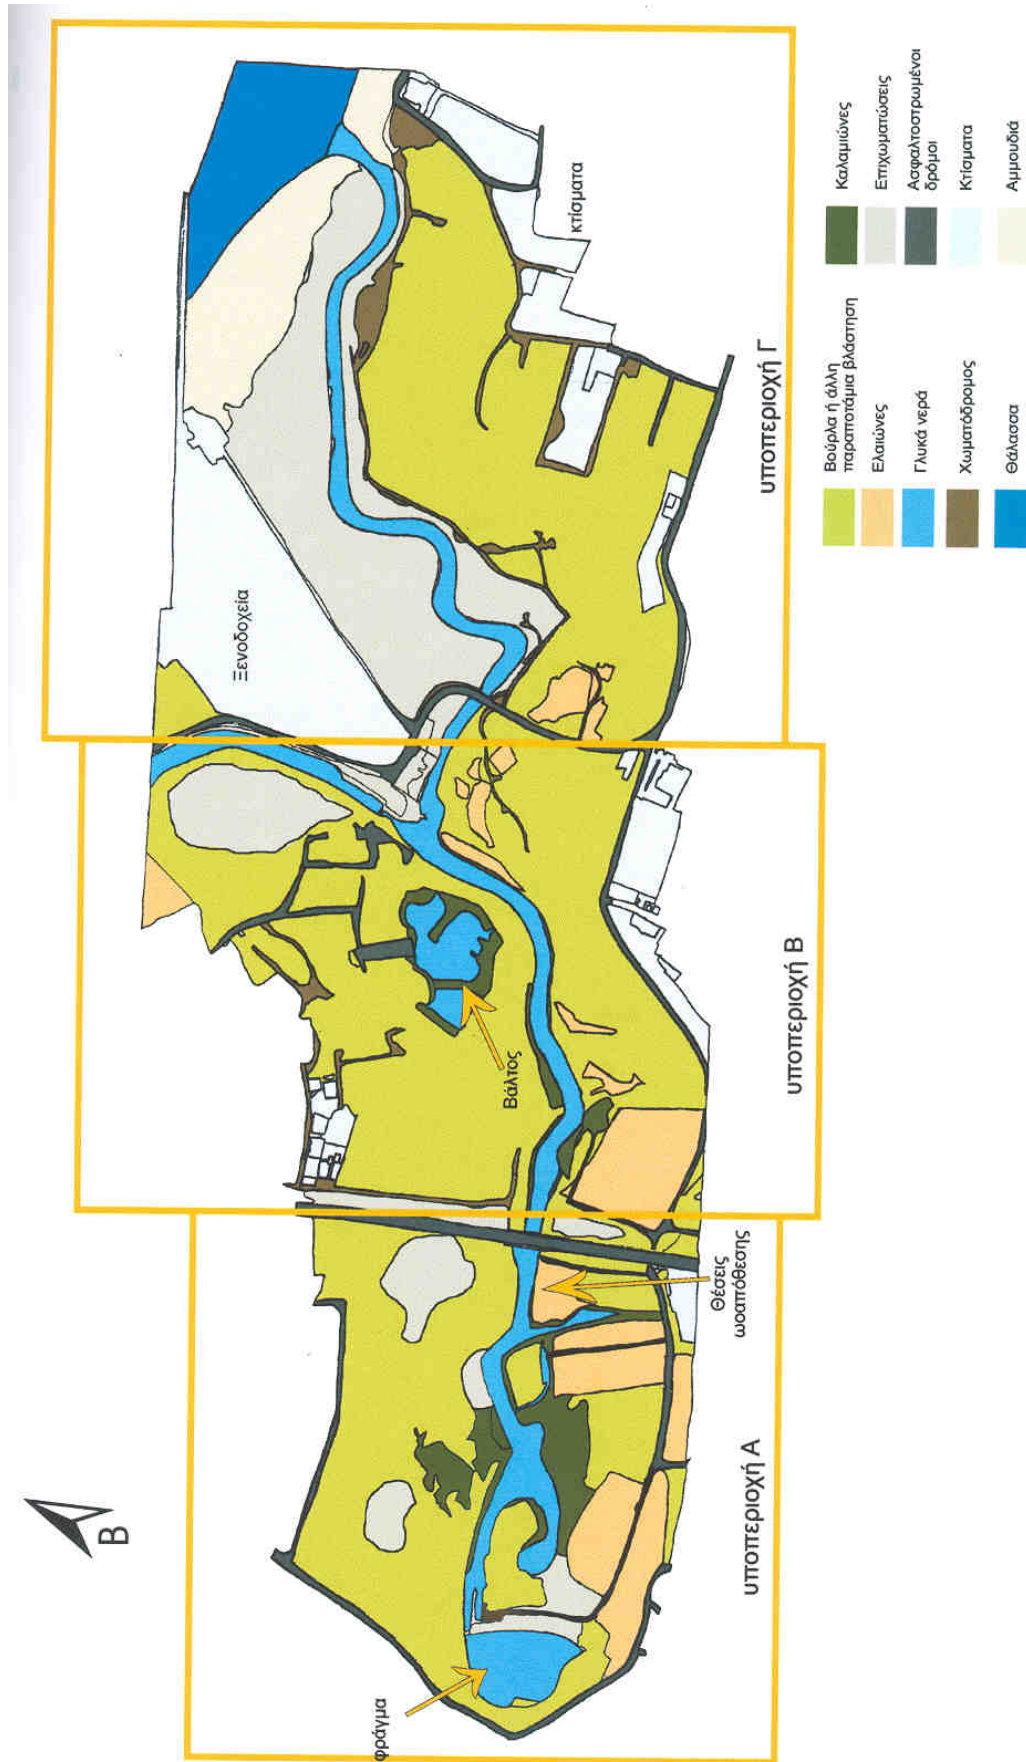 Ξενοδοχεία
κτίσματα
υποπεριοχή Γ
Βάλτος
υποπεριοχή Β
Θέσεις
ωοαπόθεσης
υποπεριοχή Α
φράγμα
Β
Βούρλα ή άλλη
παραποτάμια βλάστηση
Ελαιώνες
Γλυκά νερά
Χωματόδρομος
Θάλασσα
Καλαμιώνες
Επιχωματώσεις
Ασφαλτοστρωμένοι
δρόμοι
Κτίσματα
Αμμουδιά